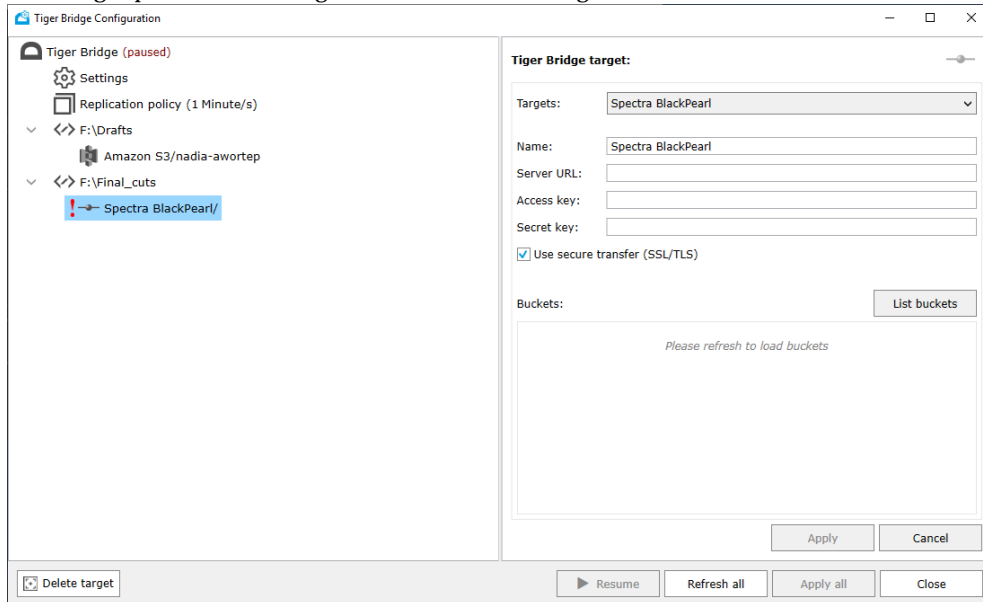 Tiger Bridge Configuration
Tiger Bridge (paused)
Settings
Replication policy (1 Minute/s)
F:\Drafts
Amazon S3/nadia-awortep
F:\Final_cuts
! Spectra BlackPearl/
Tiger Bridge target:
Targets: Spectra BlackPearl
Name: Spectra BlackPearl
Server URL:
Access key:
Secret key:
Use secure transfer (SSL/TLS)
Buckets: List buckets
Please refresh to load buckets
Apply Cancel
Delete target Resume Refresh all Apply all Close